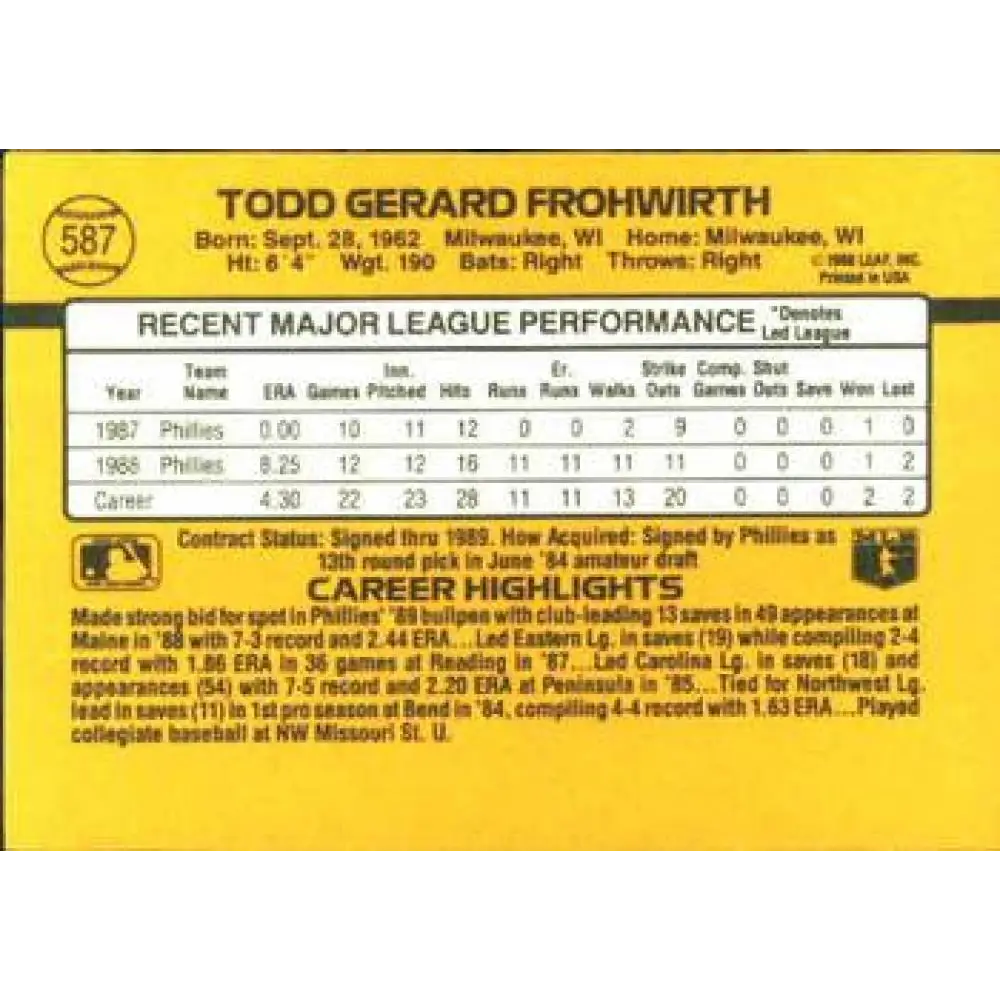 587
TODD GERARD FROHWIRTH
Born: Sept. 28, 1962 Milwaukee, WI Home: Milwaukee, WI
Ht: 6'4" Wgt. 190 Bats: Right Throws: Right
© 1988 LEAF, INC.
Printed in USA
RECENT MAJOR LEAGUE PERFORMANCE *Denotes Led League
Year Team Name ERA Games Inn. Pitched Hits Runs Er. Runs Walks Strike Outs Comp. Games Shut Outs Save Won Lost
1987 Phillies 0.00 10 11 12 0 0 2 9 0 0 0 1 0
1988 Phillies 8.25 12 12 16 11 11 11 11 0 0 0 1 2
Career 4.30 22 23 28 11 11 13 20 0 0 0 2 2
Contract Status: Signed thru 1989. How Acquired: Signed by Phillies as
13th round pick in June '84 amateur draft
CAREER HIGHLIGHTS
Made strong bid for spot in Phillies' '89 bullpen with club-leading 13 saves in 49 appearances at
Maine in '88 with 7-3 record and 2.44 ERA...Led Eastern Lg. in saves (19) while compiling 2-4
record with 1.86 ERA in 36 games at Reading in '87...Led Carolina Lg. in saves (18) and
appearances (54) with 7-5 record and 2.20 ERA at Peninsula in '85...Tied for Northwest Lg.
lead in saves (11) in 1st pro season at Bend in '84, compiling 4-4 record with 1.63 ERA...Played
collegiate baseball at NW Missouri St. U.